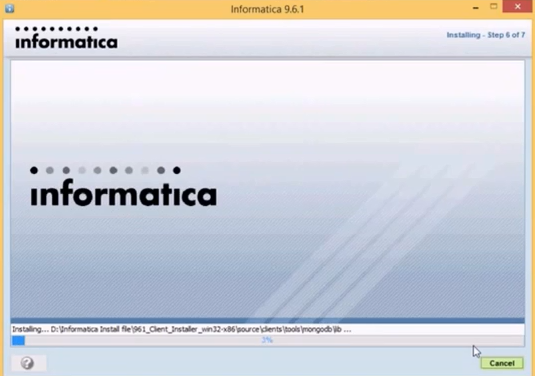 Informatica 9.6.1
informatica
Installing - Step 6 of 7
informatica
Installing... D:\Informatica Install file\961_Client_Installer_win32-x86\source\clients\tools\mongodb\lib ...
3%
Cancel